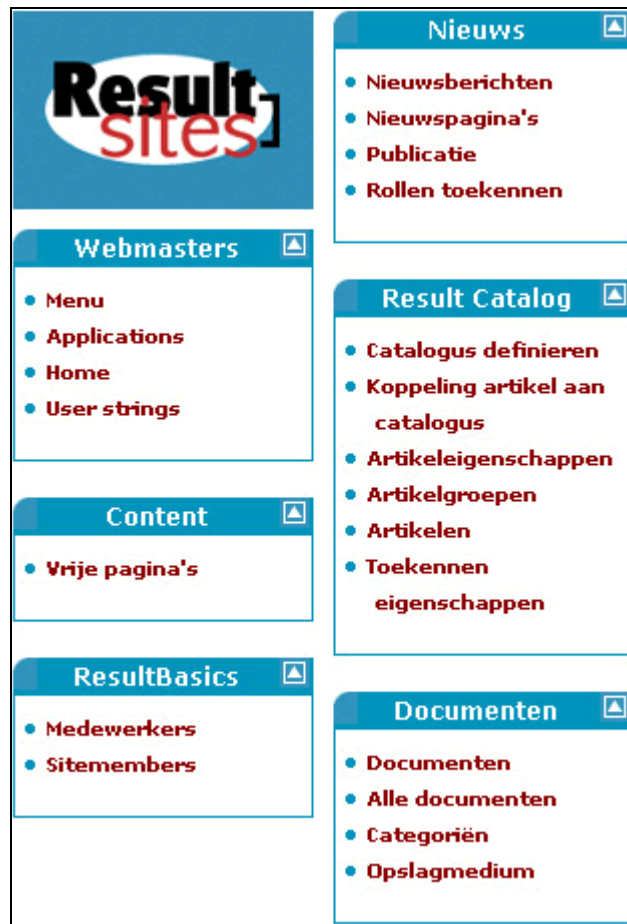 Result
sites
Webmasters
Menu
Applications
Home
User strings
Content
Vrije pagina's
ResultBasics
Medewerkers
Sitemembers
Nieuws
Nieuwsberichten
Nieuwspagina's
Publicatie
Rollen toekennen
Result Catalog
Catalogus definieren
Koppeling artikel aan
catalogus
Artikeleigenschappen
Artikelgroepen
Artikelen
Toekennen
eigenschappen
Documenten
Documenten
Alle documenten
Categoriën
Opslagmedium